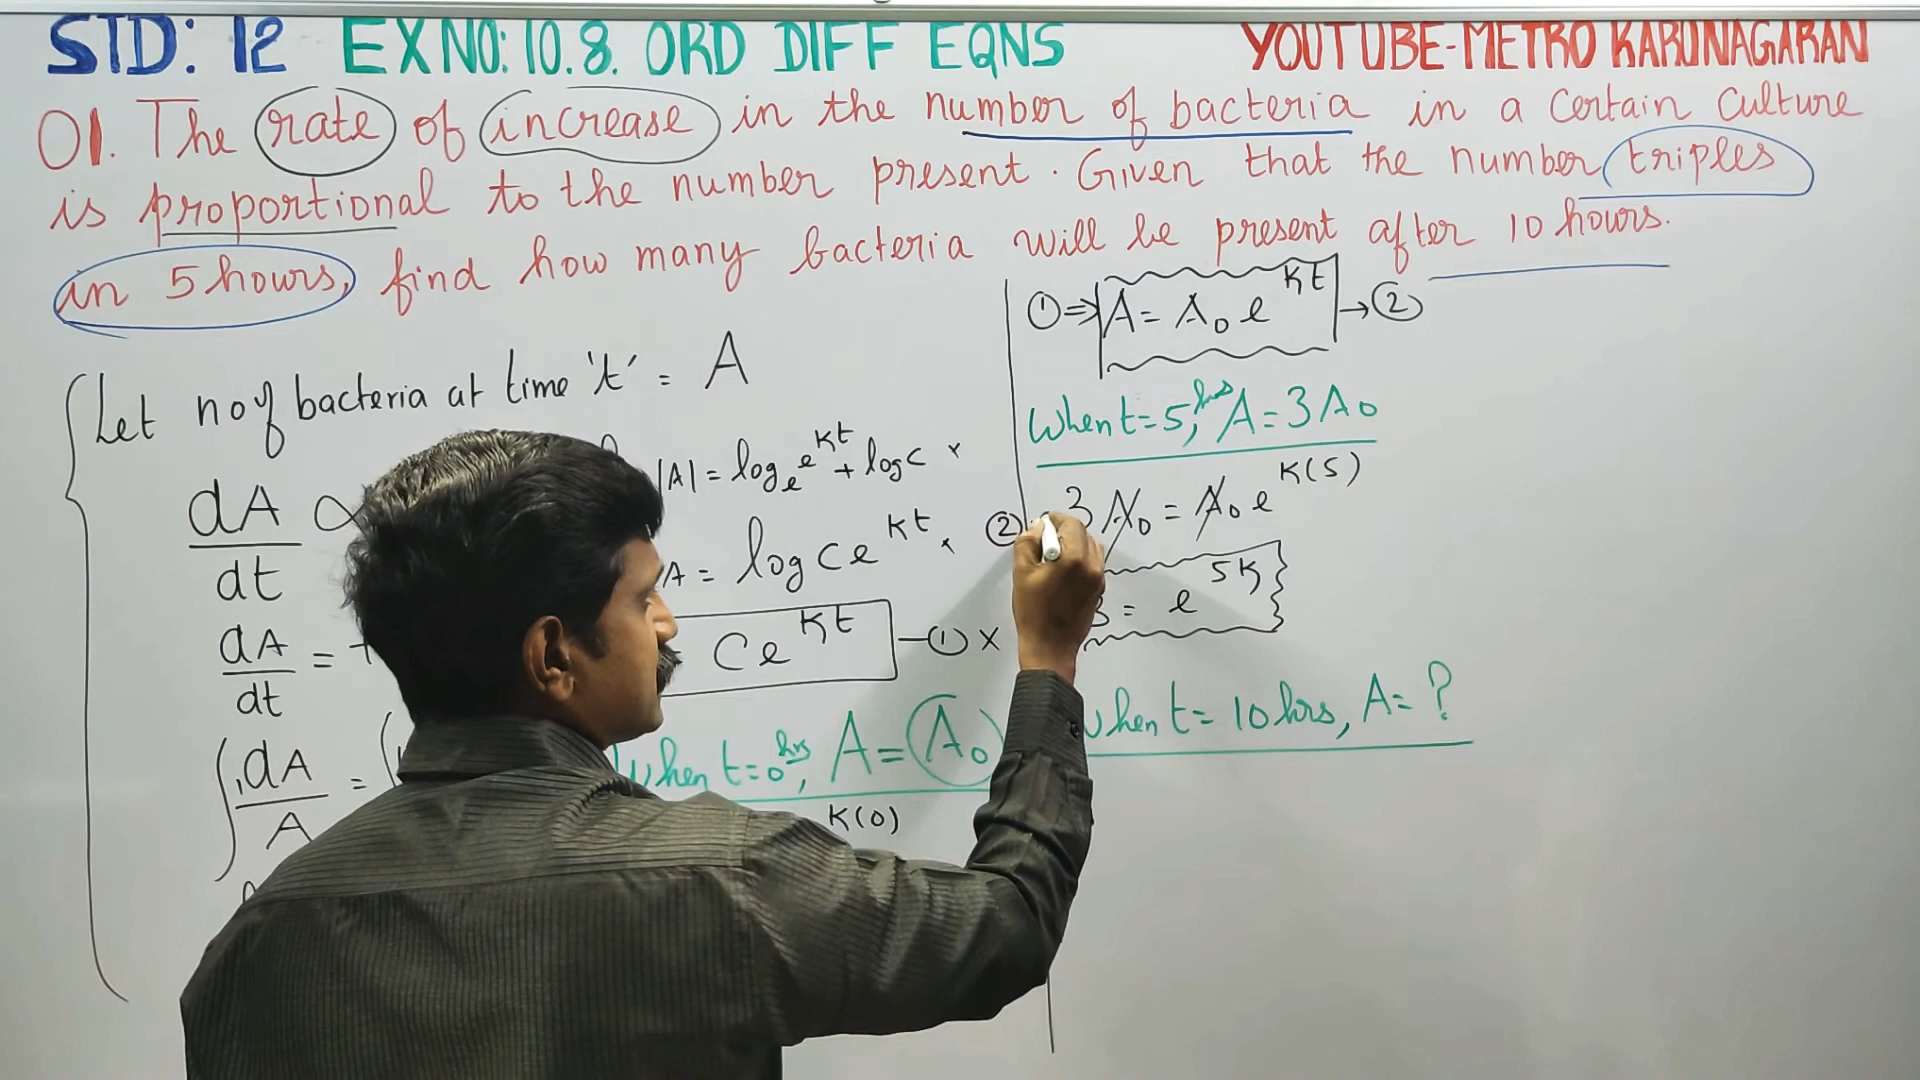 STD: 12 EXNO: 10.8. ORD DIFF EQNS YOUTUBE-METRO KARUNAGARAN
01. The rate of increase in the number of bacteria in a certain culture
is proportional to the number present. Given that the number triples
in 5 hours, find how many bacteria will be present after 10 hours.
Let no of bacteria at time 't' = A
dA/dt ∝
dA/dt =
∫ dA/A =
|A| = log_e e^kt + log c
A = log Ce^kt
Ce^kt — ①
When t=0 hrs, A = A₀
K(0)
① ⇒ A = A₀ e^kt → ②
When t=5 hrs, A = 3A₀
② 3A₀ = A₀ e^K(5)
3 = e^5K
When t = 10 hrs, A = ?